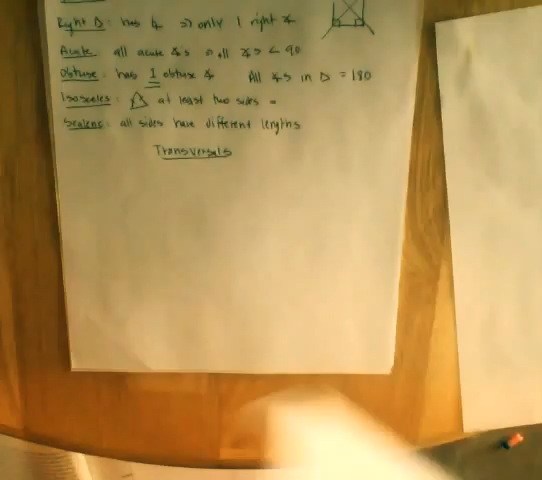 Right Δ: has ∟ => only 1 right ∡
Acute: all acute ∡s all ∡s < 90
Obtuse: has 1 obtuse ∡ All ∡s in Δ = 180
Isosceles: at least two sides =
Scalene: all sides have different lengths
Transversals